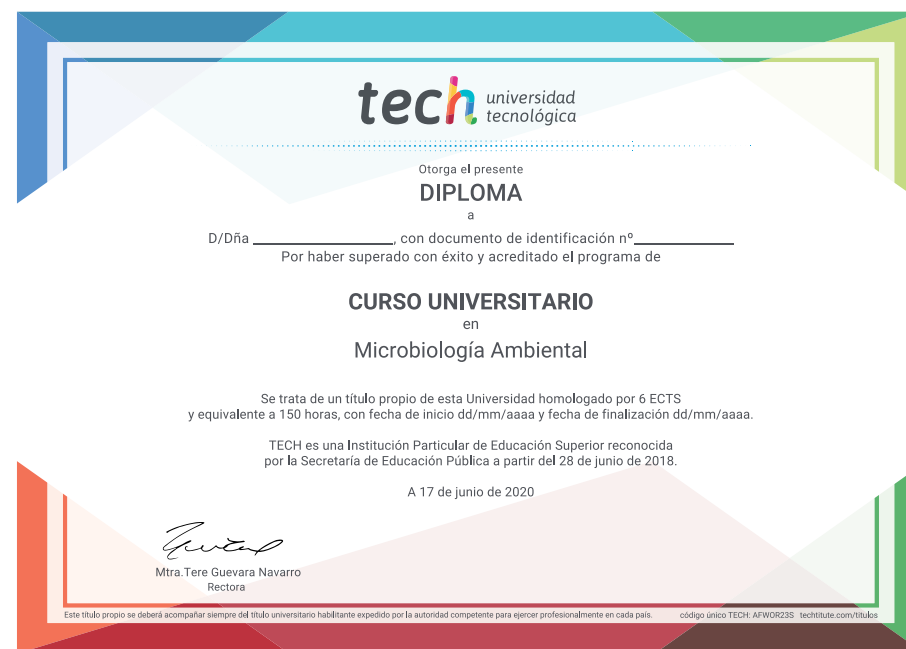 tech universidad
tecnológica
Otorga el presente
DIPLOMA
a
D/Dña ____________________, con documento de identificación nº______________
Por haber superado con éxito y acreditado el programa de
CURSO UNIVERSITARIO
en
Microbiología Ambiental
Se trata de un título propio de esta Universidad homologado por 6 ECTS
y equivalente a 150 horas, con fecha de inicio dd/mm/aaaa y fecha de finalización dd/mm/aaaa.
TECH es una Institución Particular de Educación Superior reconocida
por la Secretaría de Educación Pública a partir del 28 de junio de 2018.
A 17 de junio de 2020
Mtra.Tere Guevara Navarro
Rectora
Este título propio se deberá acompañar siempre del título universitario habilitante expedido por la autoridad competente para ejercer profesionalmente en cada país. código único TECH: AFWOR23S techtitute.com/titulos